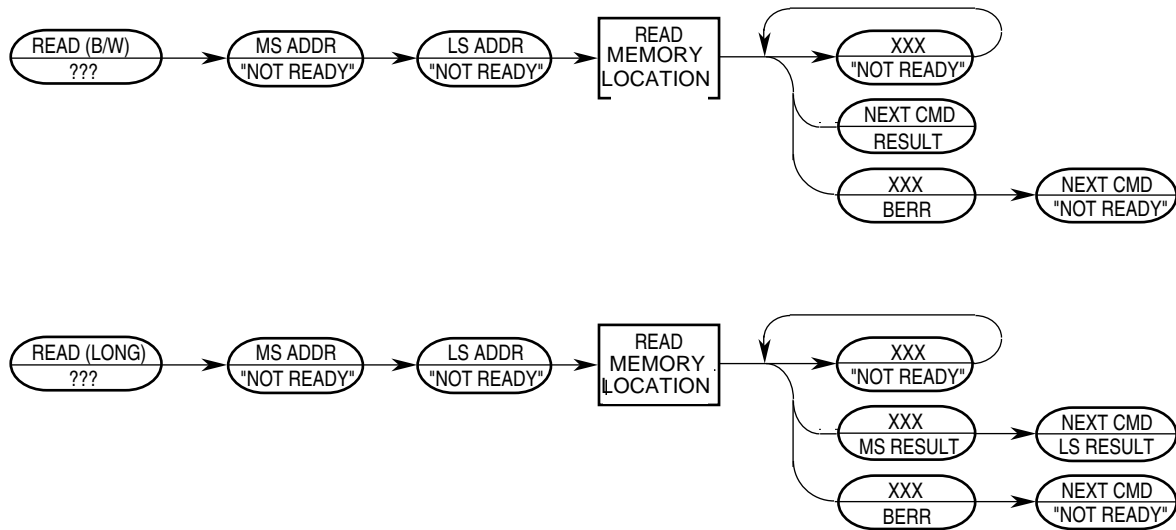 READ (B/W)
???
MS ADDR
"NOT READY"
LS ADDR
"NOT READY"
READ
MEMORY
LOCATION
XXX
"NOT READY"
NEXT CMD
RESULT
XXX
BERR
NEXT CMD
"NOT READY"
READ (LONG)
???
MS ADDR
"NOT READY"
LS ADDR
"NOT READY"
READ
MEMORY
LOCATION
XXX
"NOT READY"
XXX
MS RESULT
NEXT CMD
LS RESULT
XXX
BERR
NEXT CMD
"NOT READY"